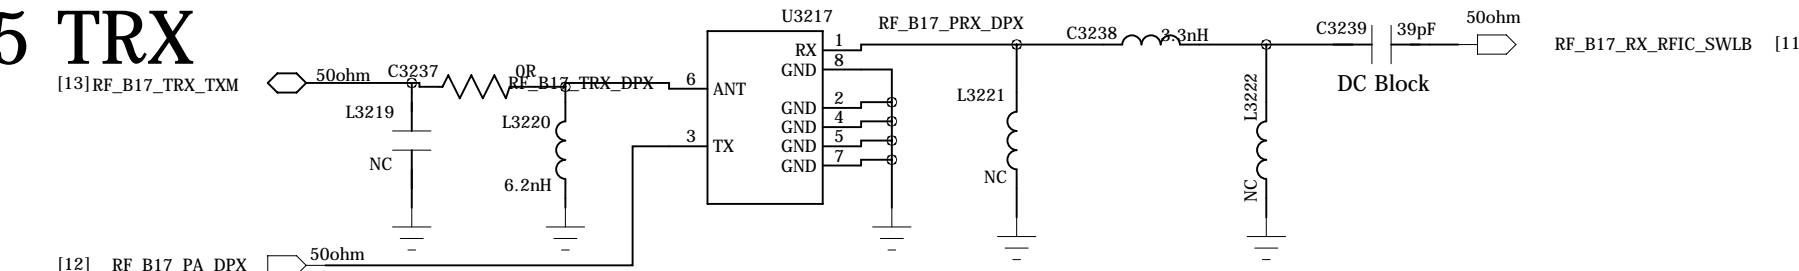 5 TRX
[13] RF_B17_TRX_TXM
50ohm
C3237
0R
RF_B17_TRX_DPX
L3219
NC
L3220
6.2nH
[12] RF_B17_PA_DPX
50ohm
U3217
6
ANT
3
TX
RX
1
GND
8
GND
2
GND
4
GND
5
GND
7
RF_B17_PRX_DPX
L3221
NC
C3238
3.3nH
L3222
NC
C3239
39pF
DC Block
50ohm
RF_B17_RX_RFIC_SWLB [11